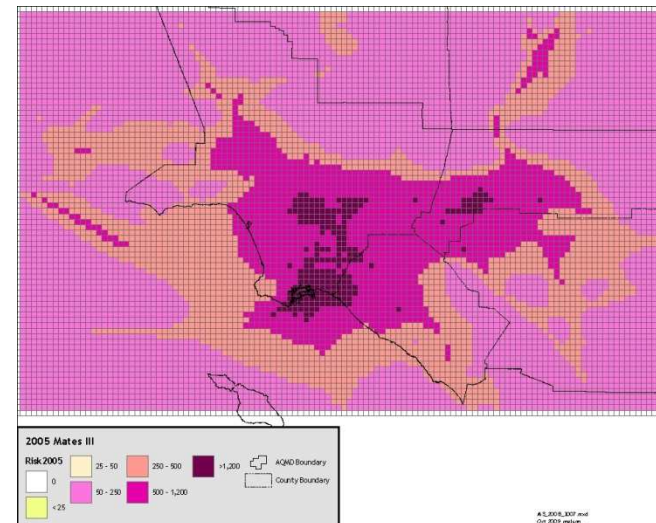 2005 Mates III
Risk2005
0
< 25
25 - 50
50 - 250
250 - 500
500 - 1,200
>1,200
AQMD Boundary
County Boundary